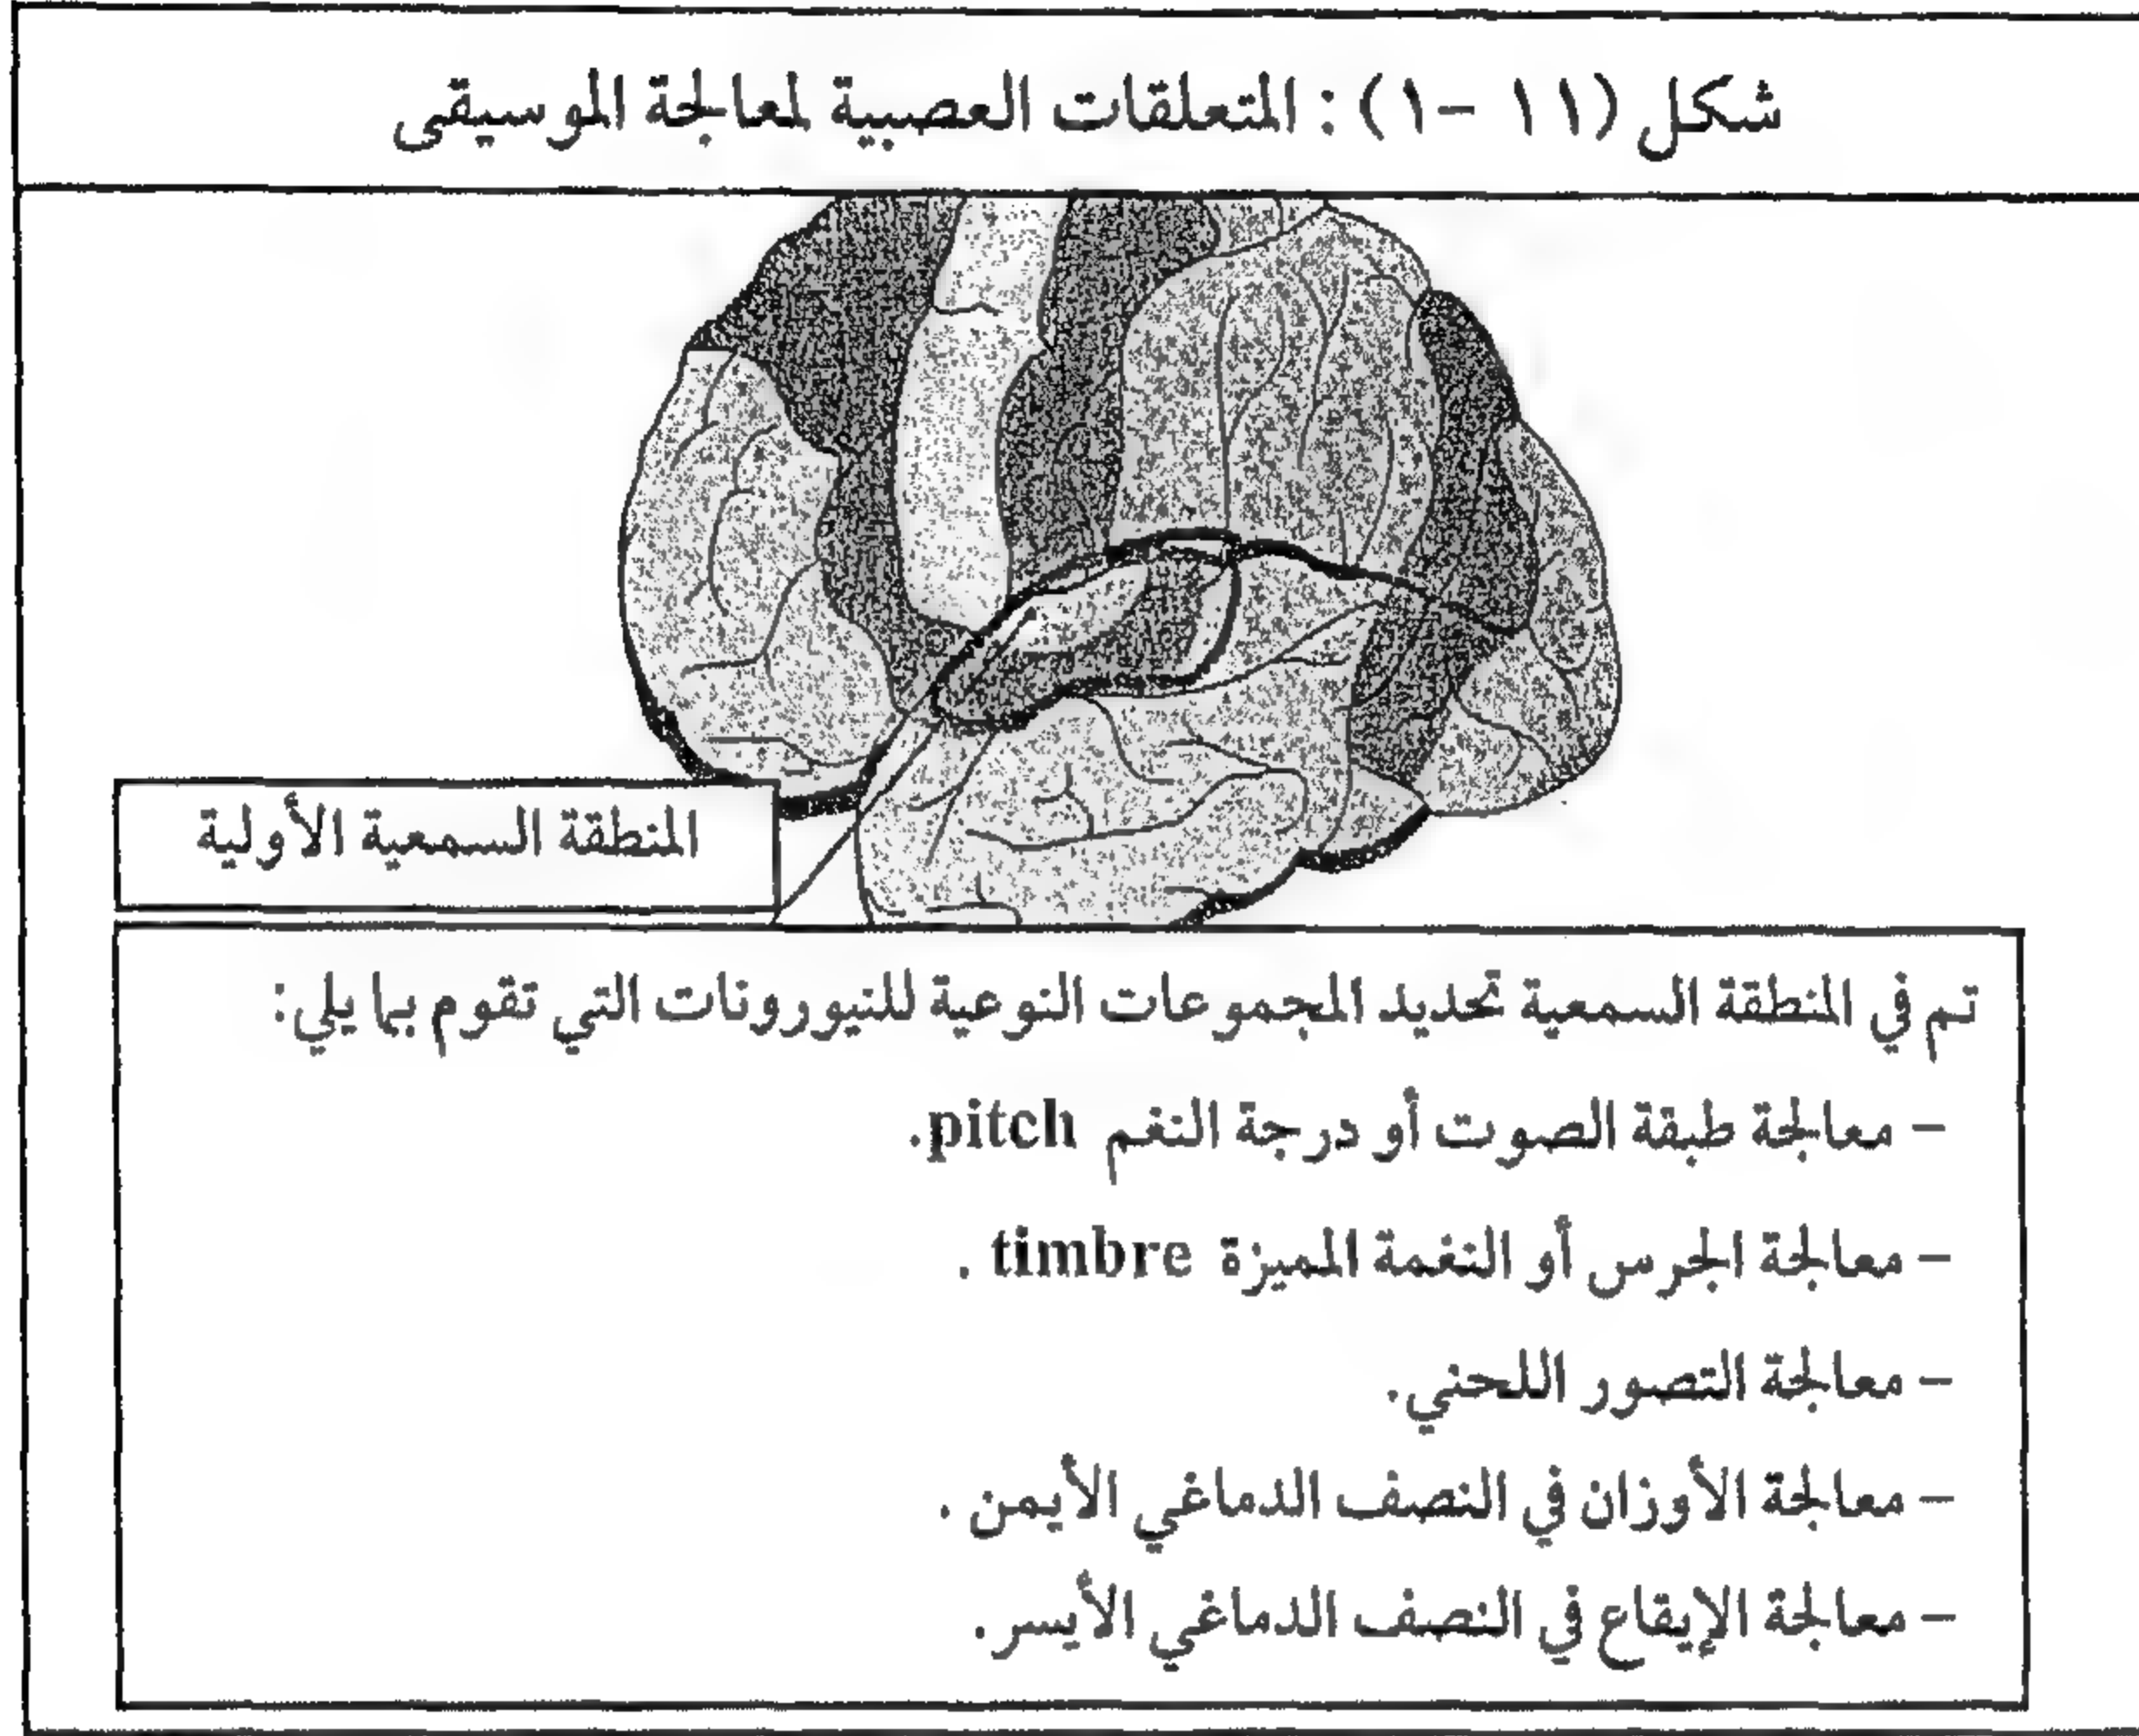 شكل (١١ -١) : المتعلقات العصبية لمعالجة الموسيقى
المنطقة السمعية الأولية
تم في المنطقة السمعية تحديد المجموعات النوعية للنيورونات التي تقوم بما يلي:
– معالجة طبقة الصوت أو درجة النغم pitch.
– معالجة الجرس أو النغمة المميزة timbre .
– معالجة التصور اللحني.
– معالجة الأوزان في النصف الدماغي الأيمن .
– معالجة الإيقاع في النصف الدماغي الأيسر.